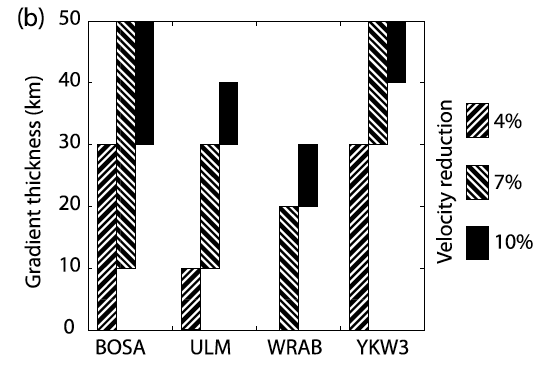 (b)
Gradient thickness (km)
50
40
30
20
10
0
BOSA ULM WRAB YKW3
Velocity reduction
4%
7%
10%